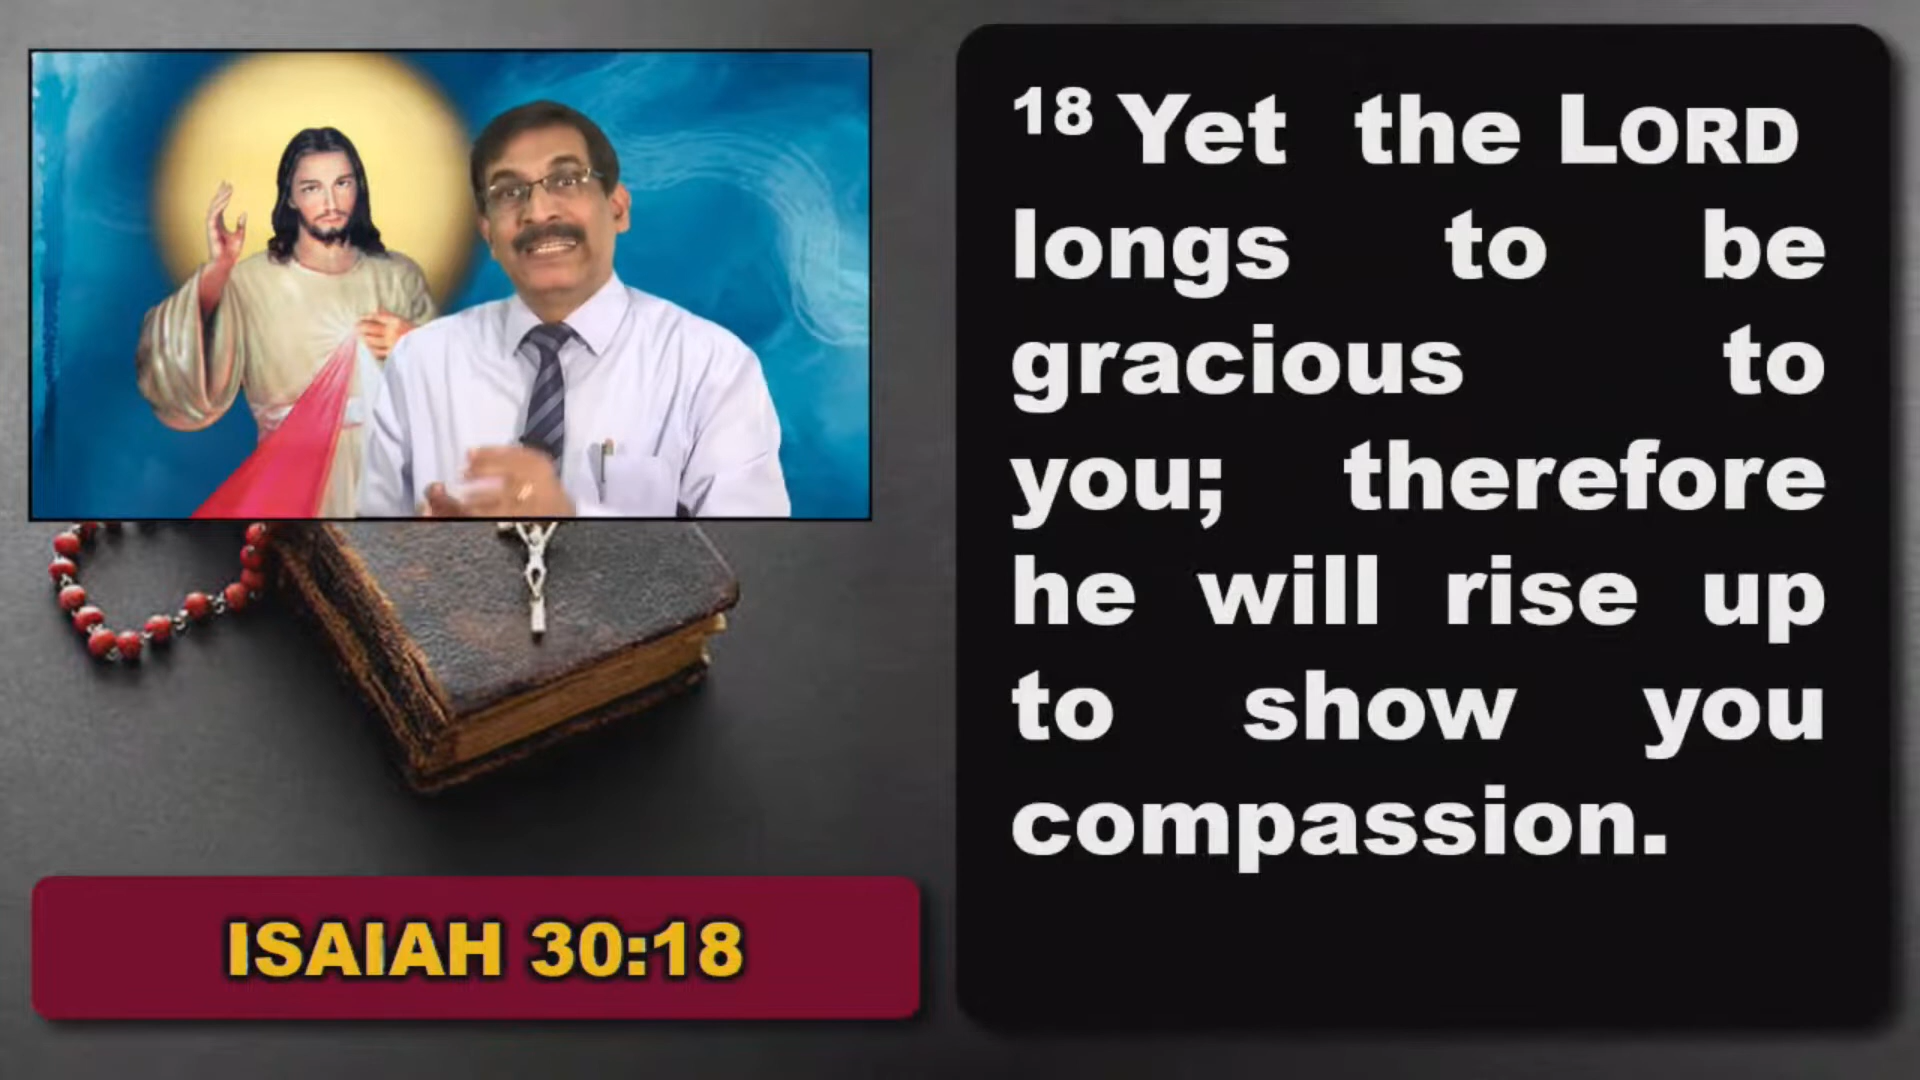 18 Yet the LORD
longs to be
gracious to
you; therefore
he will rise up
to show you
compassion.
ISAIAH 30:18